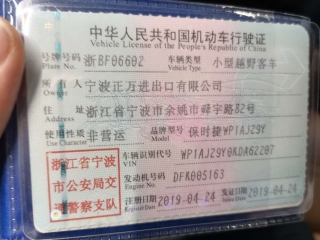 中华人民共和国机动车行驶证
Vehicle License of the People's Republic of China
号牌号码 浙BF066Q2 车辆类型 小型越野客车
Plate No. Vehicle Type
所有人 宁波正万进出口有限公司
Owner
住址 浙江省宁波市余姚市舜宇路82号
Address
使用性质 非营运 品牌型号 保时捷WP1AJ29Y
Use Character Model
浙江省宁波市公安局交通警察支队
车辆识别代号 WP1AJ29Y0KDA62207
VIN
发动机号码 DFK005163
Engine No.
注册日期 2019-04-24 发证日期 2019-04-24
Register Date Issue Date